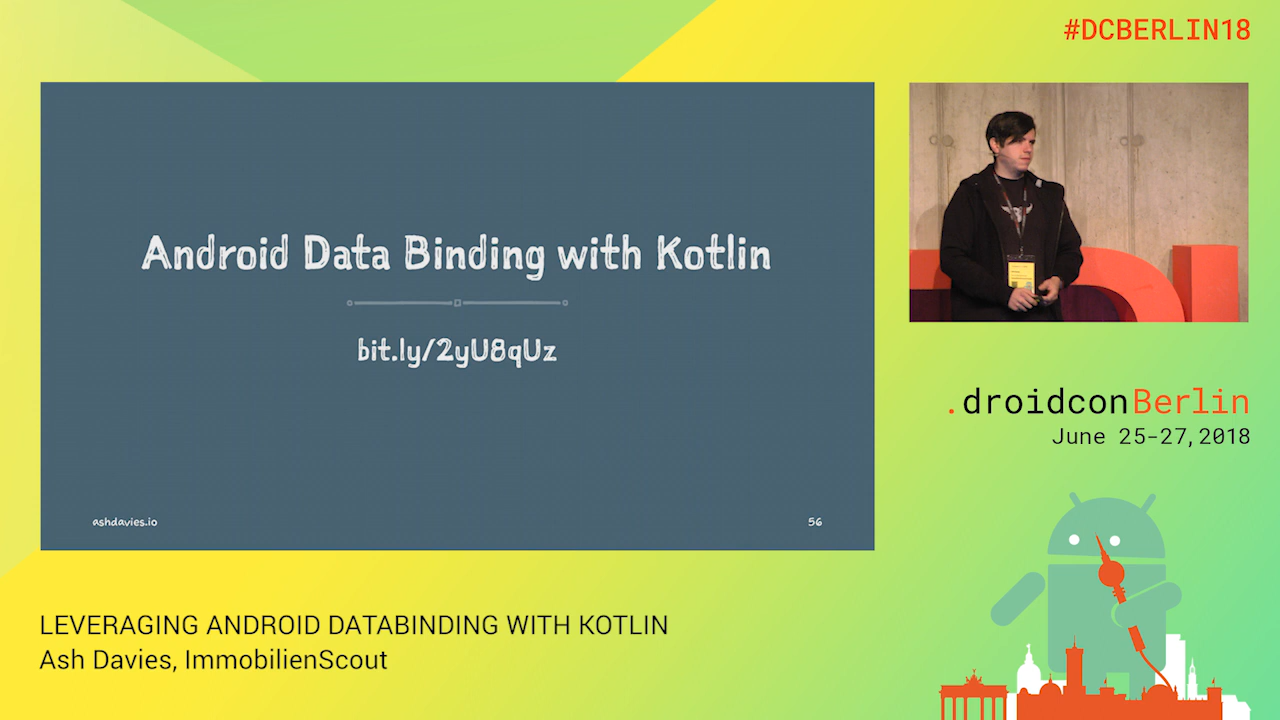 #DCBERLIN18
Android Data Binding with Kotlin
bit.ly/2yU8qUz
ashdavies.io
56
.droidconBerlin
June 25-27, 2018
LEVERAGING ANDROID DATABINDING WITH KOTLIN
Ash Davies, ImmobilienScout